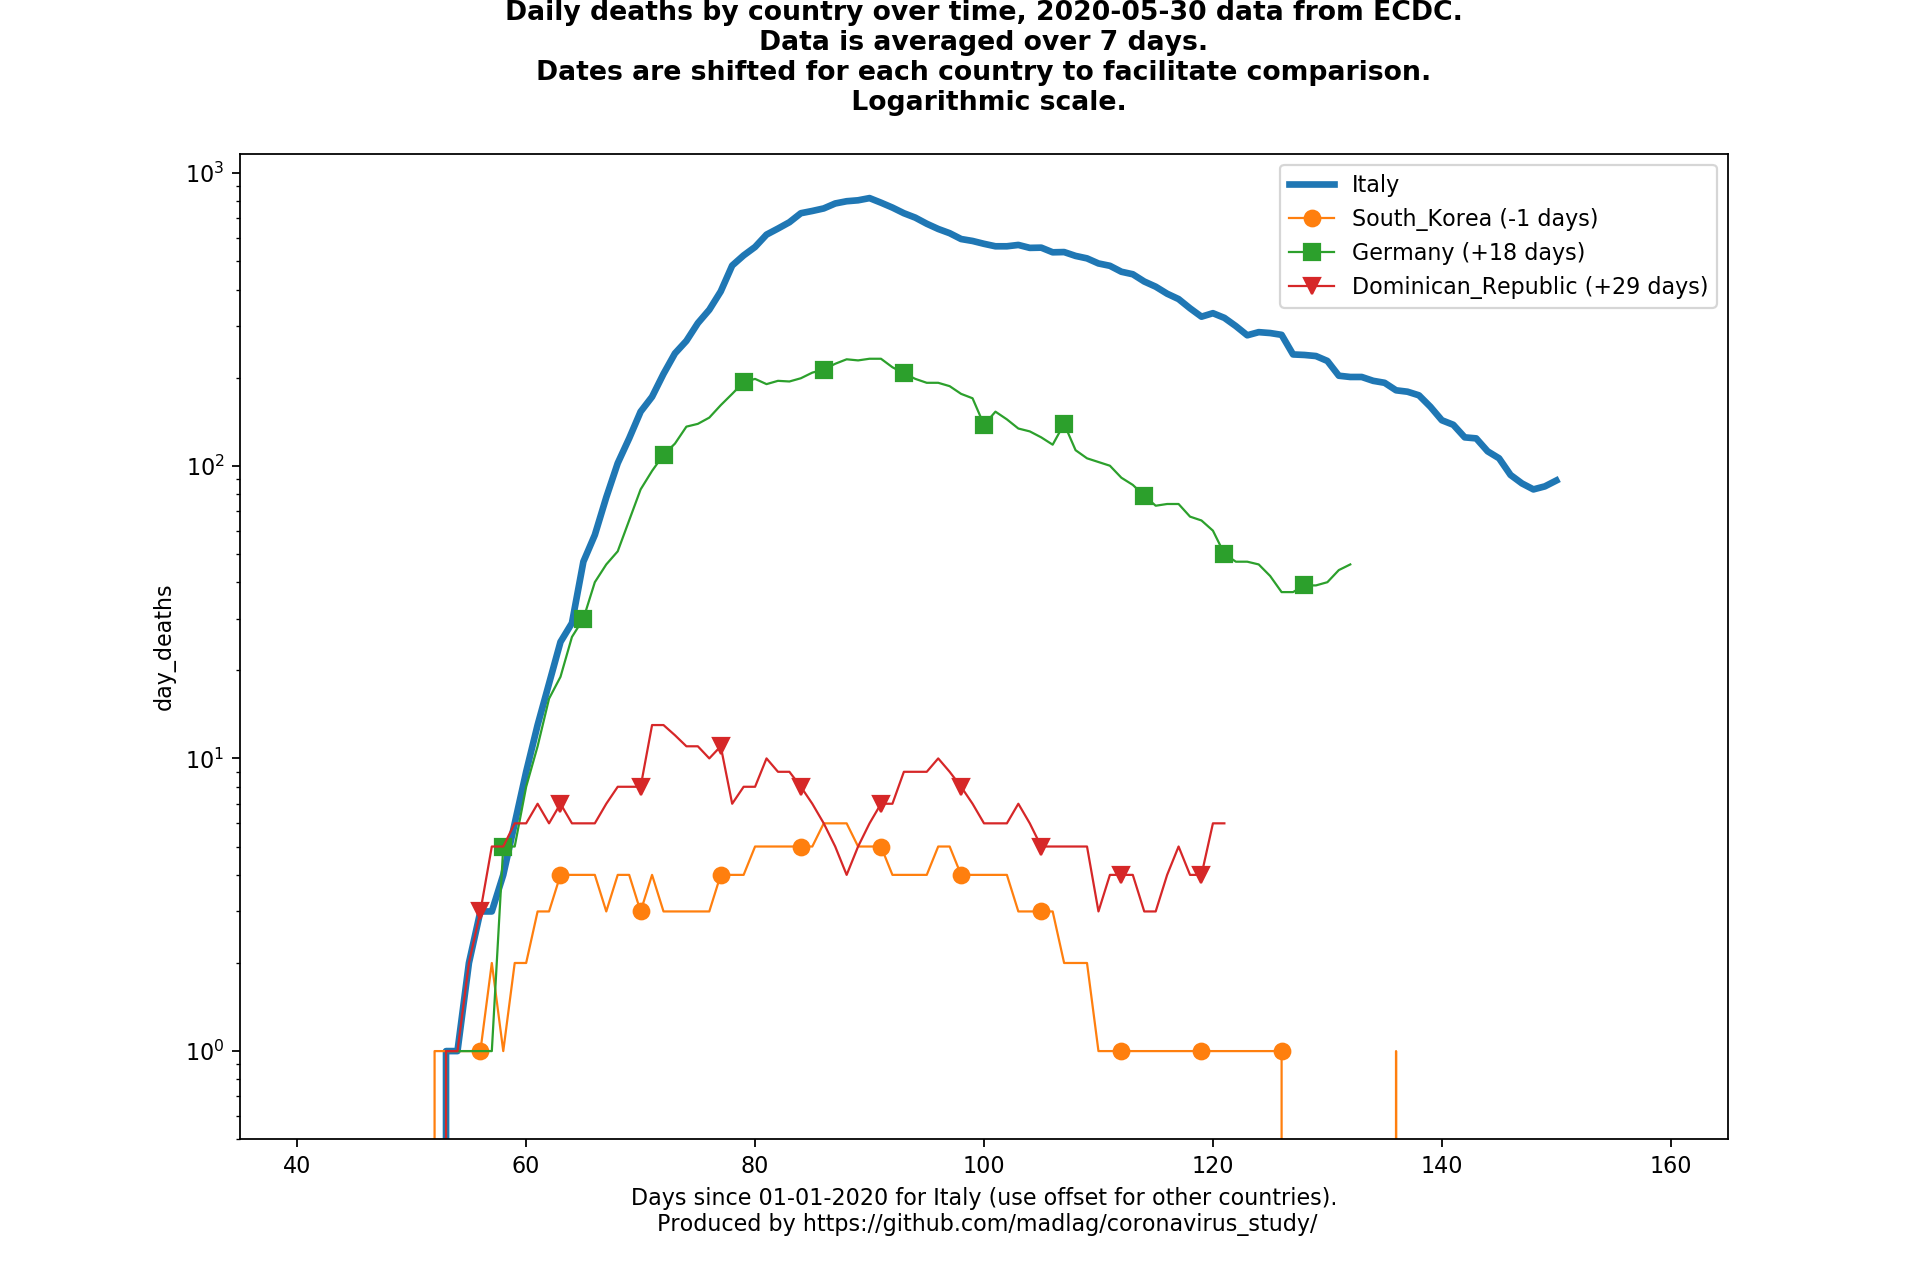 Daily deaths by country over time, 2020-05-30 data from ECDC.
Data is averaged over 7 days.
Dates are shifted for each country to facilitate comparison.
Logarithmic scale.
10³
10²
10¹
10⁰
day_deaths
Italy
South_Korea (-1 days)
Germany (+18 days)
Dominican_Republic (+29 days)
40 60 80 100 120 140 160
Days since 01-01-2020 for Italy (use offset for other countries).
Produced by https://github.com/madlag/coronavirus_study/